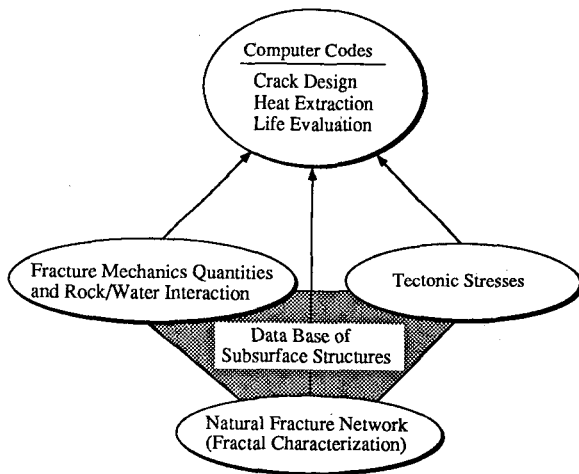 Computer Codes
Crack Design
Heat Extraction
Life Evaluation
Fracture Mechanics Quantities
and Rock/Water Interaction
Tectonic Stresses
Data Base of
Subsurface Structures
Natural Fracture Network
(Fractal Characterization)